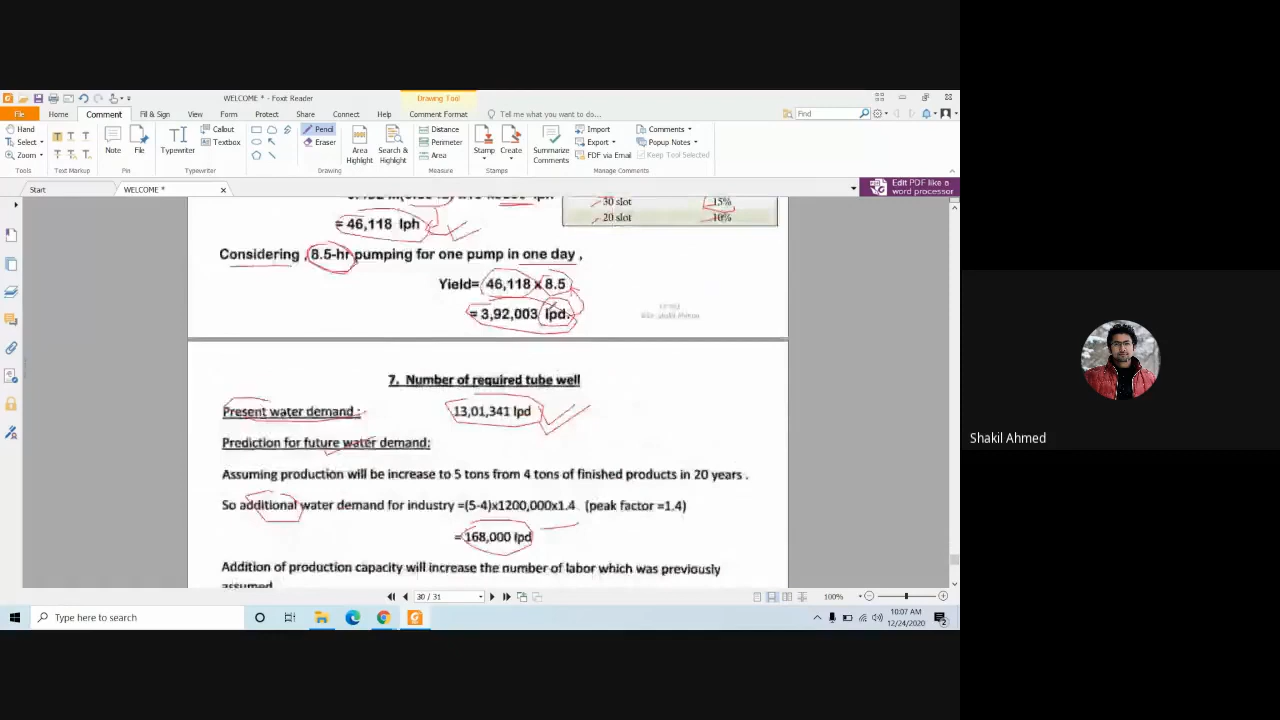 WELCOME * - Foxit Reader
Drawing Tool
File Home Comment Fill & Sign View Form Protect Share Connect Help Comment Format Tell me what you want to do... Find
Hand
Select
Zoom
Tools
Text Markup
Note
File
Pin
Typewriter
Callout
Textbox
Typewriter
Pencil
Eraser
Drawing
Area Highlight
Search & Highlight
Distance
Perimeter
Area
Measure
Stamp
Create
Stamps
Summarize Comments
Import
Export
FDF via Email
Comments
Popup Notes
Keep Tool Selected
Manage Comments
Start
WELCOME *
Edit PDF like a word processor
30 slot 15%
20 slot 10%
= 46,118 lph
Considering , 8.5-hr pumping for one pump in one day ,
Yield= 46,118 x 8.5
= 3,92,003 lpd.
7. Number of required tube well
Present water demand : 13,01,341 lpd
Prediction for future water demand:
Assuming production will be increase to 5 tons from 4 tons of finished products in 20 years .
So additional water demand for industry =(5-4)x1200,000x1.4 (peak factor =1.4)
= 168,000 lpd
Addition of production capacity will increase the number of labor which was previously
assumed
30 / 31
100%
Type here to search
10:07 AM
12/24/2020
2
Shakil Ahmed